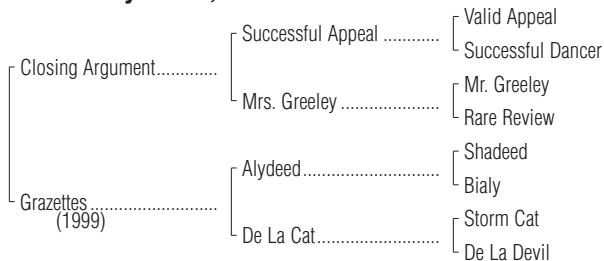 Valid Appeal
Successful Appeal ............
Successful Dancer
Closing Argument.............
Mr. Greeley
Mrs. Greeley .....................
Rare Review
Shadeed
Alydeed.............................
Bialy
Grazettes ...........................
(1999)
Storm Cat
De La Cat..........................
De La Devil